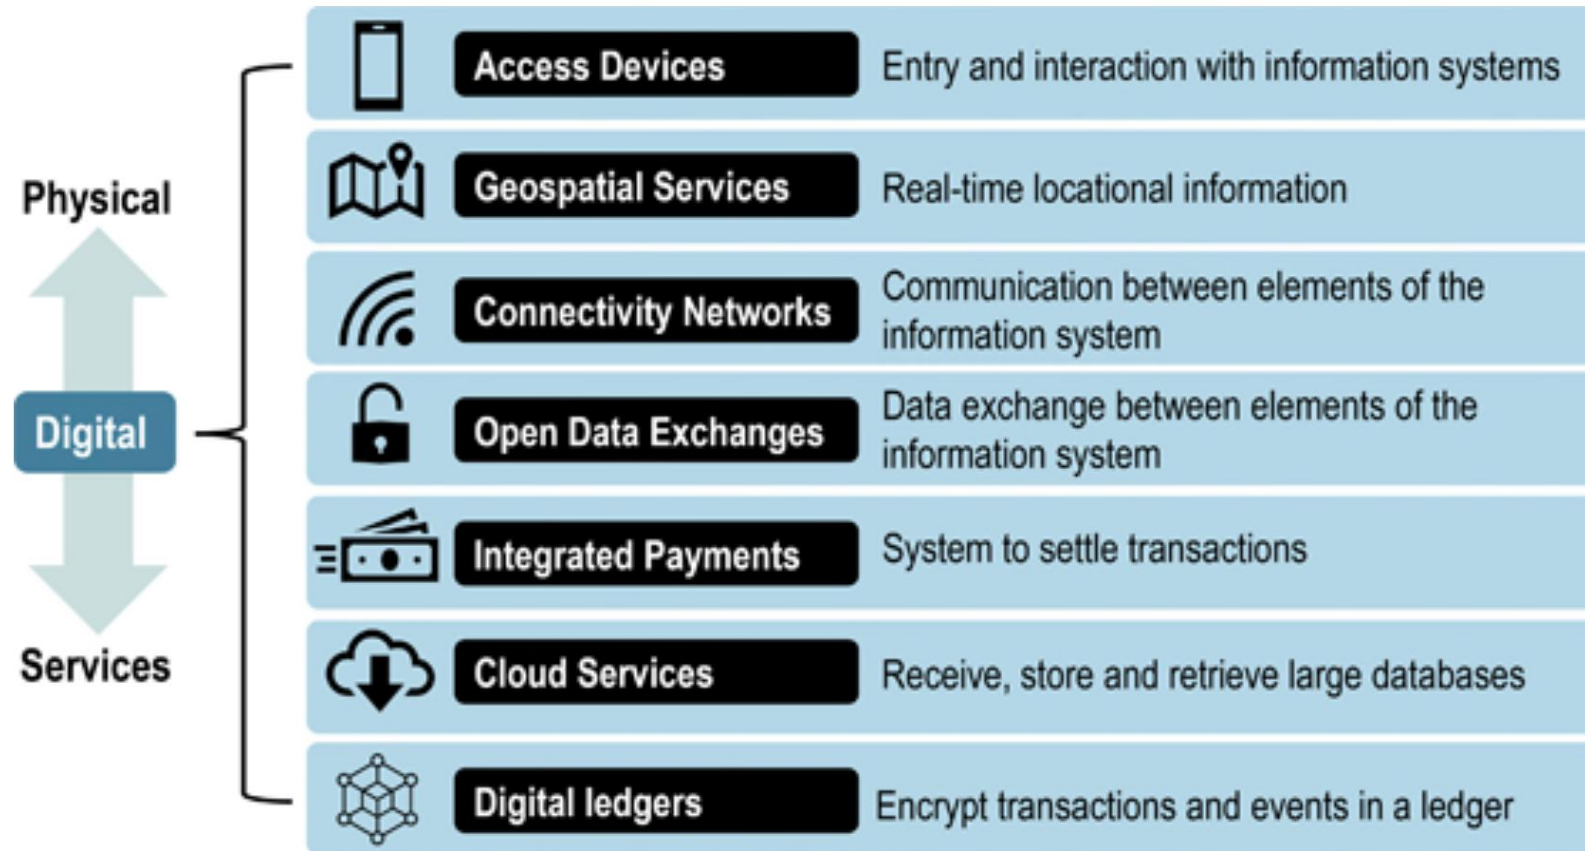 Physical
Digital
Services
Access Devices
Entry and interaction with information systems
Geospatial Services
Real-time locational information
Connectivity Networks
Communication between elements of the
information system
Open Data Exchanges
Data exchange between elements of the
information system
Integrated Payments
System to settle transactions
Cloud Services
Receive, store and retrieve large databases
Digital ledgers
Encrypt transactions and events in a ledger